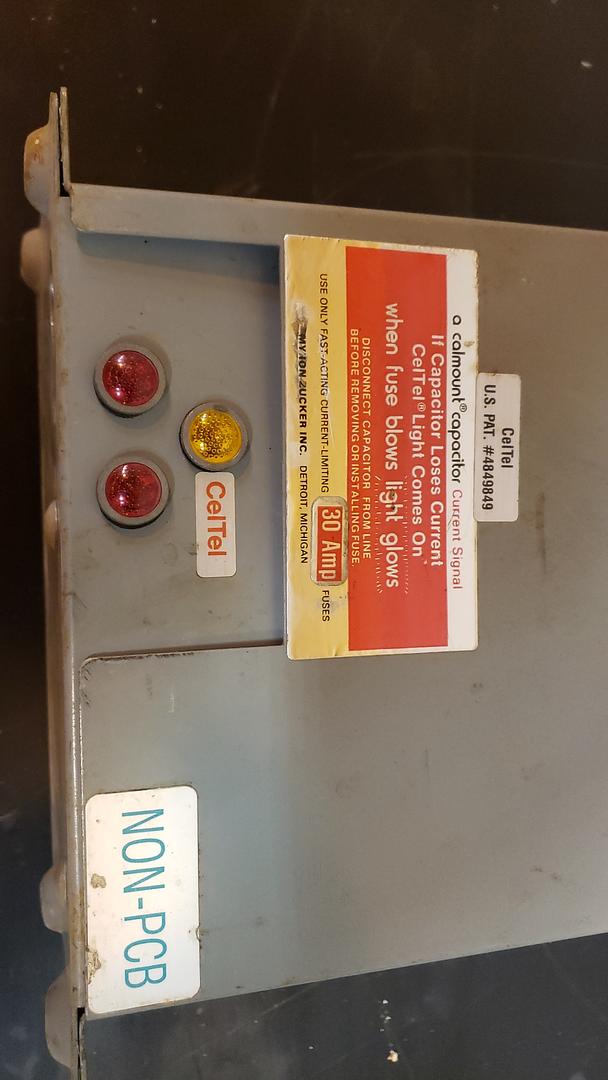 CelTel
U.S. PAT. #4849849
a calmount® capacitor Current Signal
If Capacitor Loses Current
CelTel® Light Comes On
when fuse blows light glows
DISCONNECT CAPACITOR FROM LINE
BEFORE REMOVING OR INSTALLING FUSE.
USE ONLY FAST-ACTING CURRENT-LIMITING 30 Amp FUSES
MYRON ZUCKER INC. DETROIT, MICHIGAN
CelTel
NON-PCB